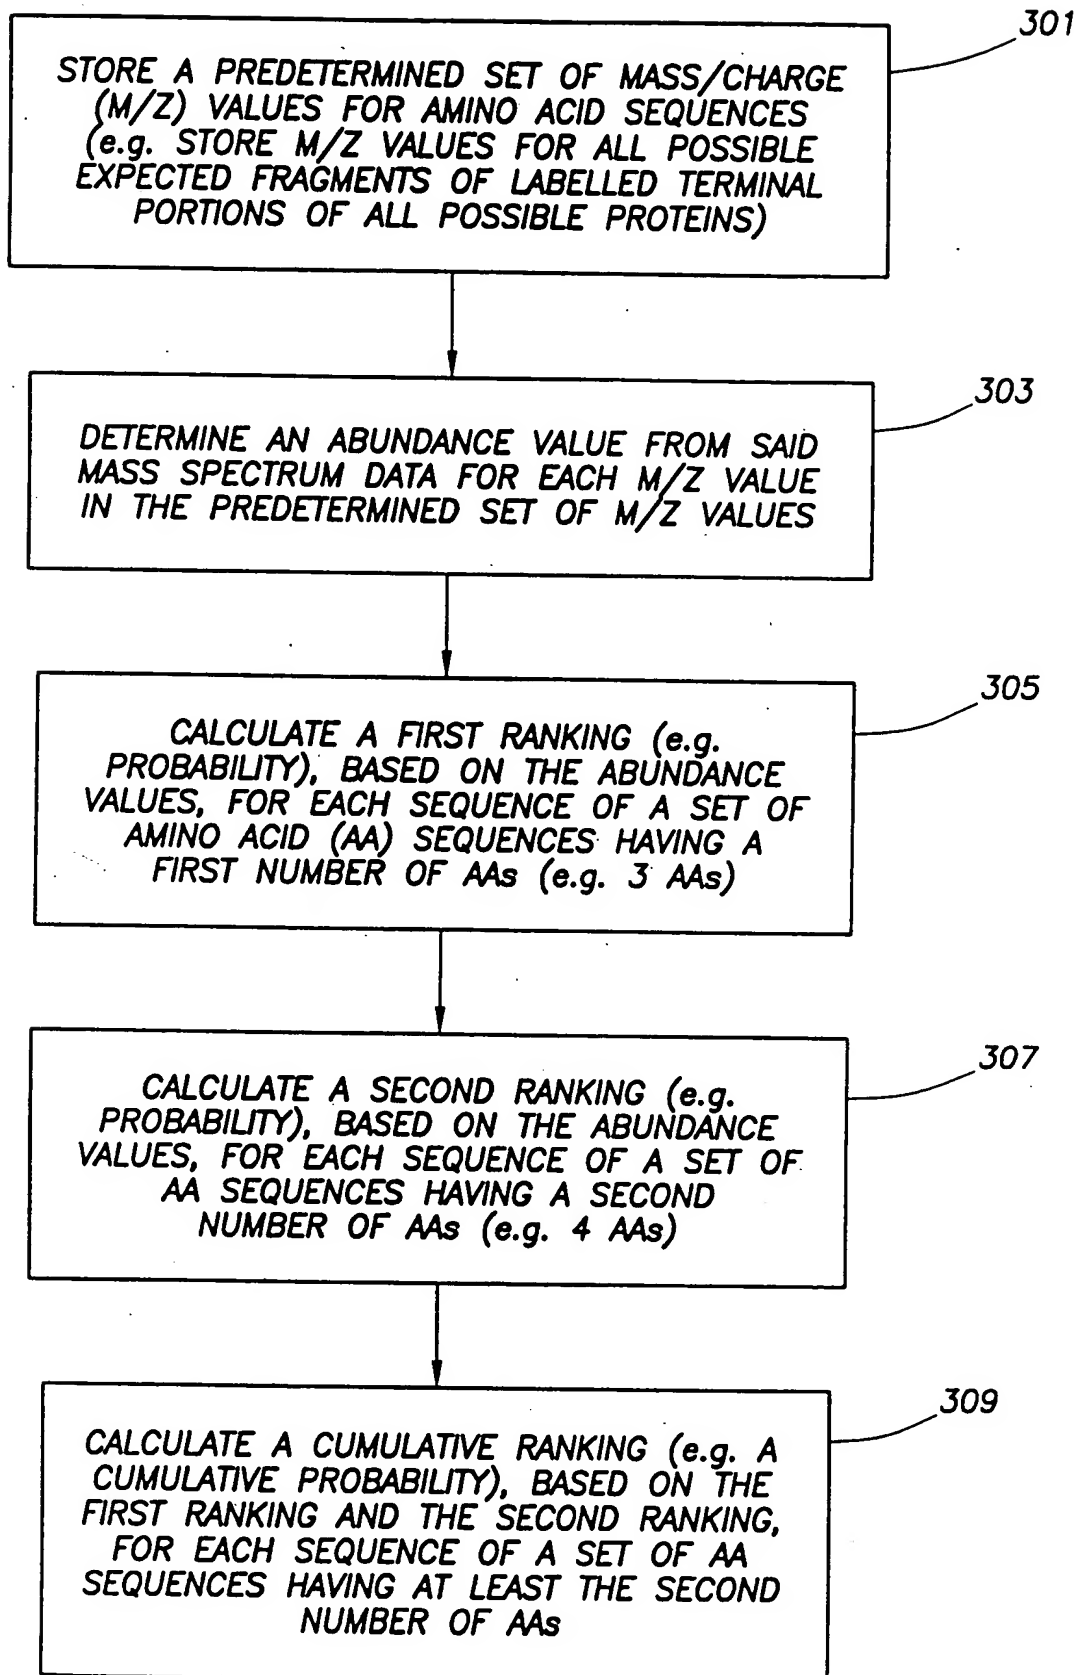 301
STORE A PREDETERMINED SET OF MASS/CHARGE
(M/Z) VALUES FOR AMINO ACID SEQUENCES
(e.g. STORE M/Z VALUES FOR ALL POSSIBLE
EXPECTED FRAGMENTS OF LABELLED TERMINAL
PORTIONS OF ALL POSSIBLE PROTEINS)
303
DETERMINE AN ABUNDANCE VALUE FROM SAID
MASS SPECTRUM DATA FOR EACH M/Z VALUE
IN THE PREDETERMINED SET OF M/Z VALUES
305
CALCULATE A FIRST RANKING (e.g.
PROBABILITY), BASED ON THE ABUNDANCE
VALUES, FOR EACH SEQUENCE OF A SET OF
AMINO ACID (AA) SEQUENCES HAVING A
FIRST NUMBER OF AAs (e.g. 3 AAs)
307
CALCULATE A SECOND RANKING (e.g.
PROBABILITY), BASED ON THE ABUNDANCE
VALUES, FOR EACH SEQUENCE OF A SET OF
AA SEQUENCES HAVING A SECOND
NUMBER OF AAs (e.g. 4 AAs)
309
CALCULATE A CUMULATIVE RANKING (e.g. A
CUMULATIVE PROBABILITY), BASED ON THE
FIRST RANKING AND THE SECOND RANKING,
FOR EACH SEQUENCE OF A SET OF AA
SEQUENCES HAVING AT LEAST THE SECOND
NUMBER OF AAs